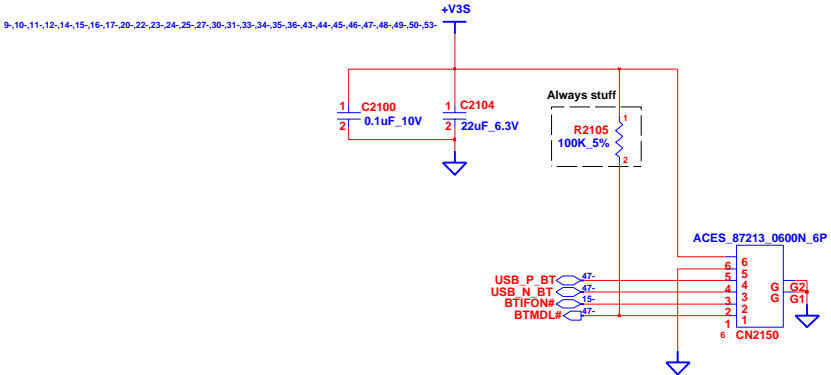 +V3S
9-,10-,11-,12-,14-,15-,16-,17-,20-,22-,23-,24-,25-,27-,30-,31-,33-,34-,35-,36-,43-,44-,45-,46-,47-,48-,49-,50-,53-
Always stuff
1 C2100
2 0.1uF_10V
1 C2104
2 22uF_6.3V
1
R2105
100K_5%
2
ACES_87213_0600N_6P
USB_P_BT 47-
USB_N_BT 47-
BTIFON# 15-
BTMDL# 47-
6 6
5 5
4 4 G G2
3 3 G G1
2 2
1 1
6 CN2150